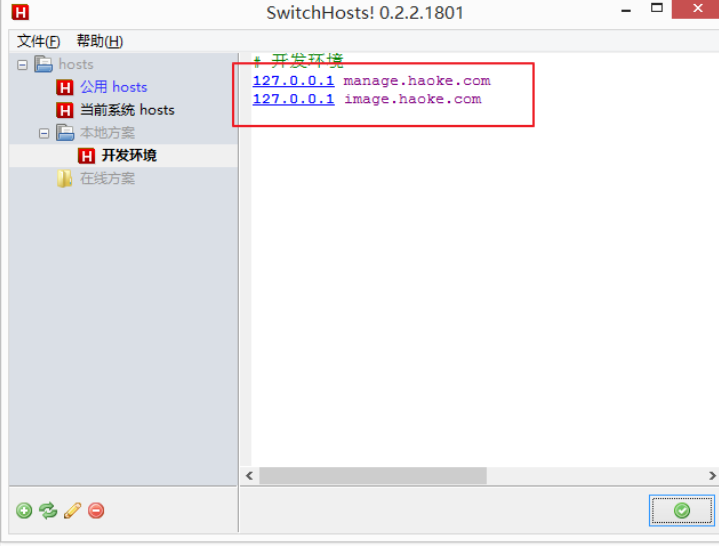 SwitchHosts! 0.2.2.1801
文件(F) 帮助(H)
hosts
公用 hosts
当前系统 hosts
本地方案
开发环境
在线方案
# 开发环境
127.0.0.1 manage.haoke.com
127.0.0.1 image.haoke.com